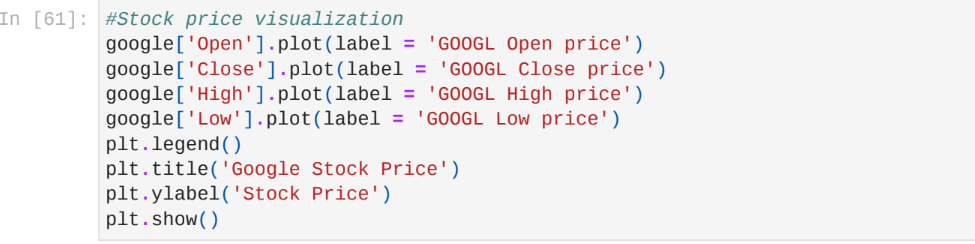 In [61]: #Stock price visualization
google['Open'].plot(label = 'GOOGL Open price')
google['Close'].plot(label = 'GOOGL Close price')
google['High'].plot(label = 'GOOGL High price')
google['Low'].plot(label = 'GOOGL Low price')
plt.legend()
plt.title('Google Stock Price')
plt.ylabel('Stock Price')
plt.show()